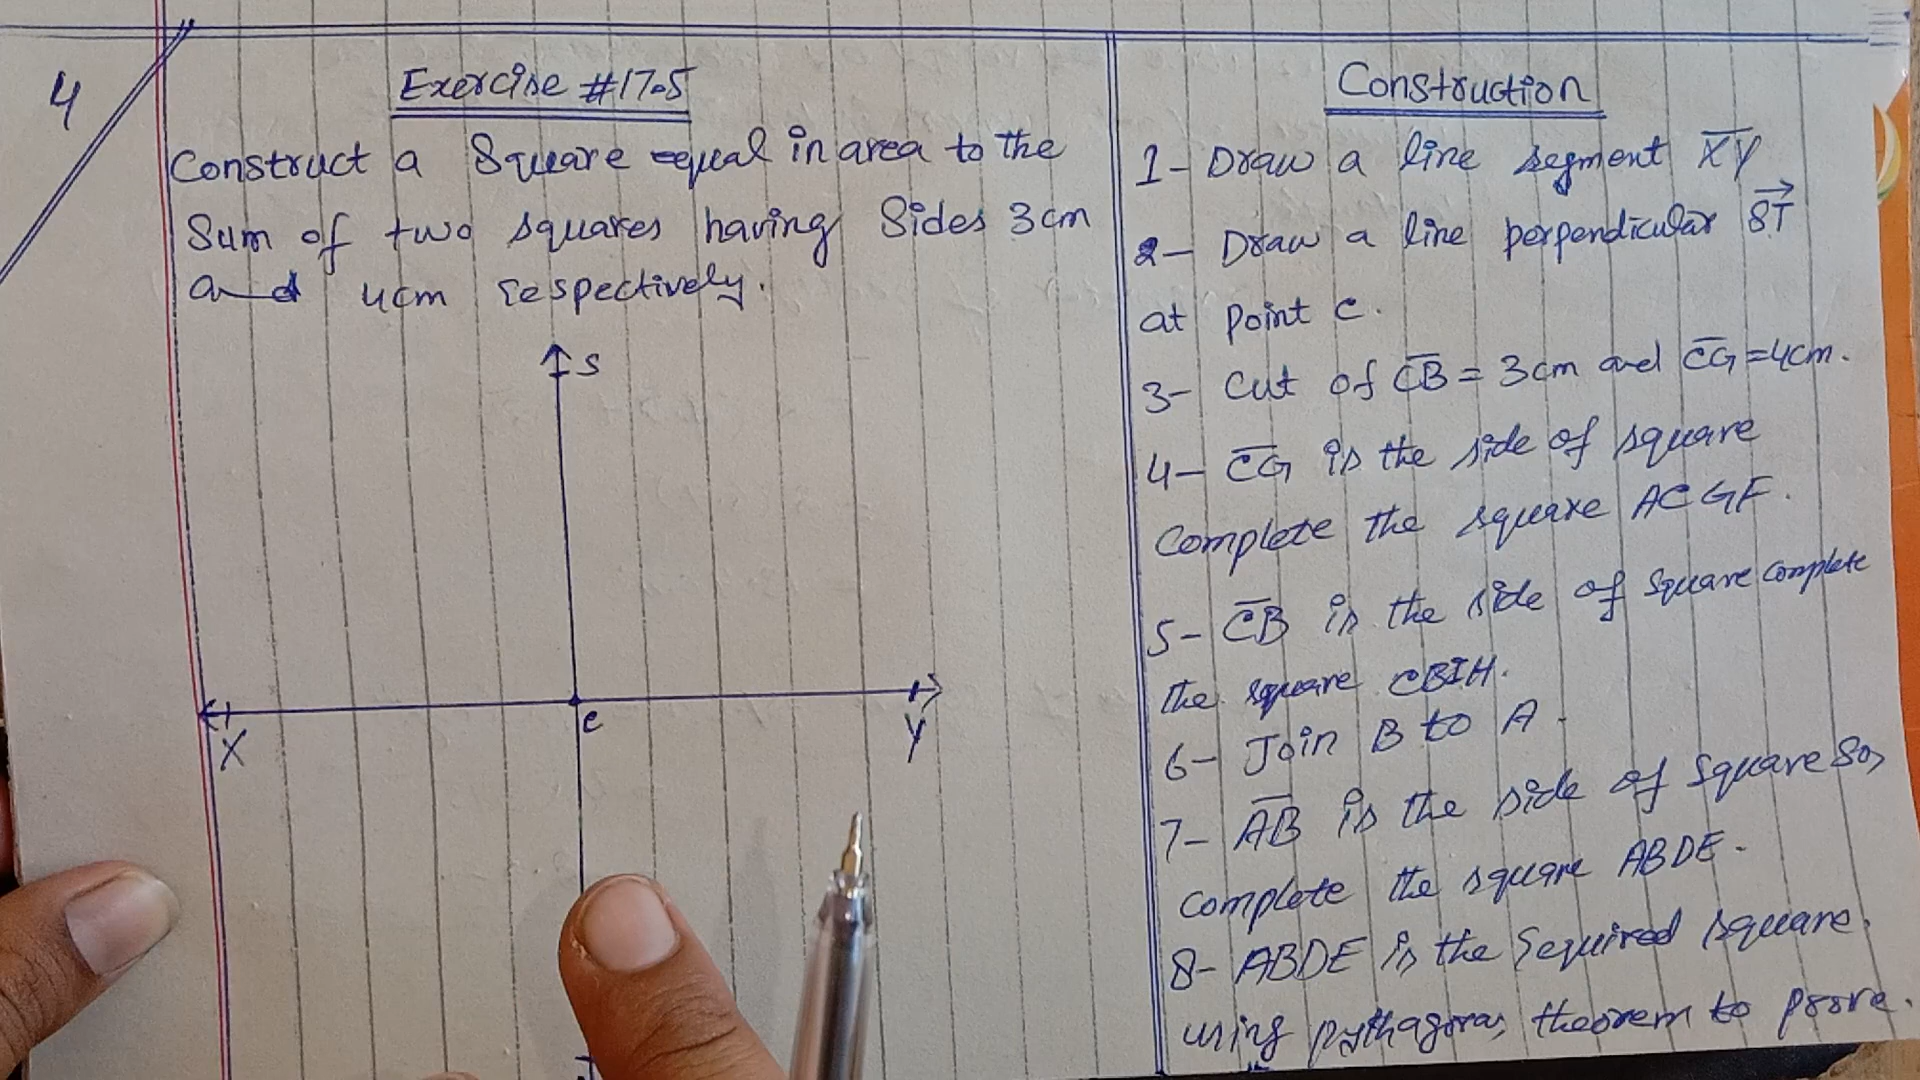 4
Exercise #17.5
Construct a Square equal in area to the
Sum of two squares having Sides 3cm
and 4cm respectively.
S
X
C
Y
Construction
1- Draw a line segment XY
2- Draw a line perpendicular ST
at point C.
3- Cut of CB = 3cm and CG = 4cm.
4- CG is the side of square
Complete the square ACGF.
5- CB is the side of Square complete
the square CBIH.
6- Join B to A.
7- AB is the side of square So,
Complete the square ABDE.
8- ABDE is the required square.
using pythagoras theorem to prove.